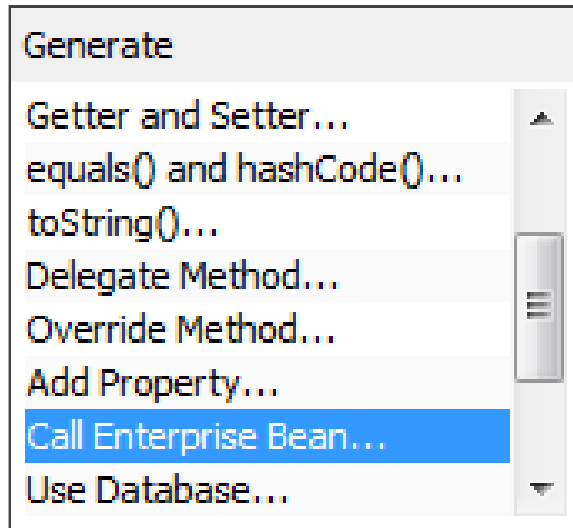 Generate
Getter and Setter...
equals() and hashCode()...
toString()...
Delegate Method...
Override Method...
Add Property...
Call Enterprise Bean...
Use Database...